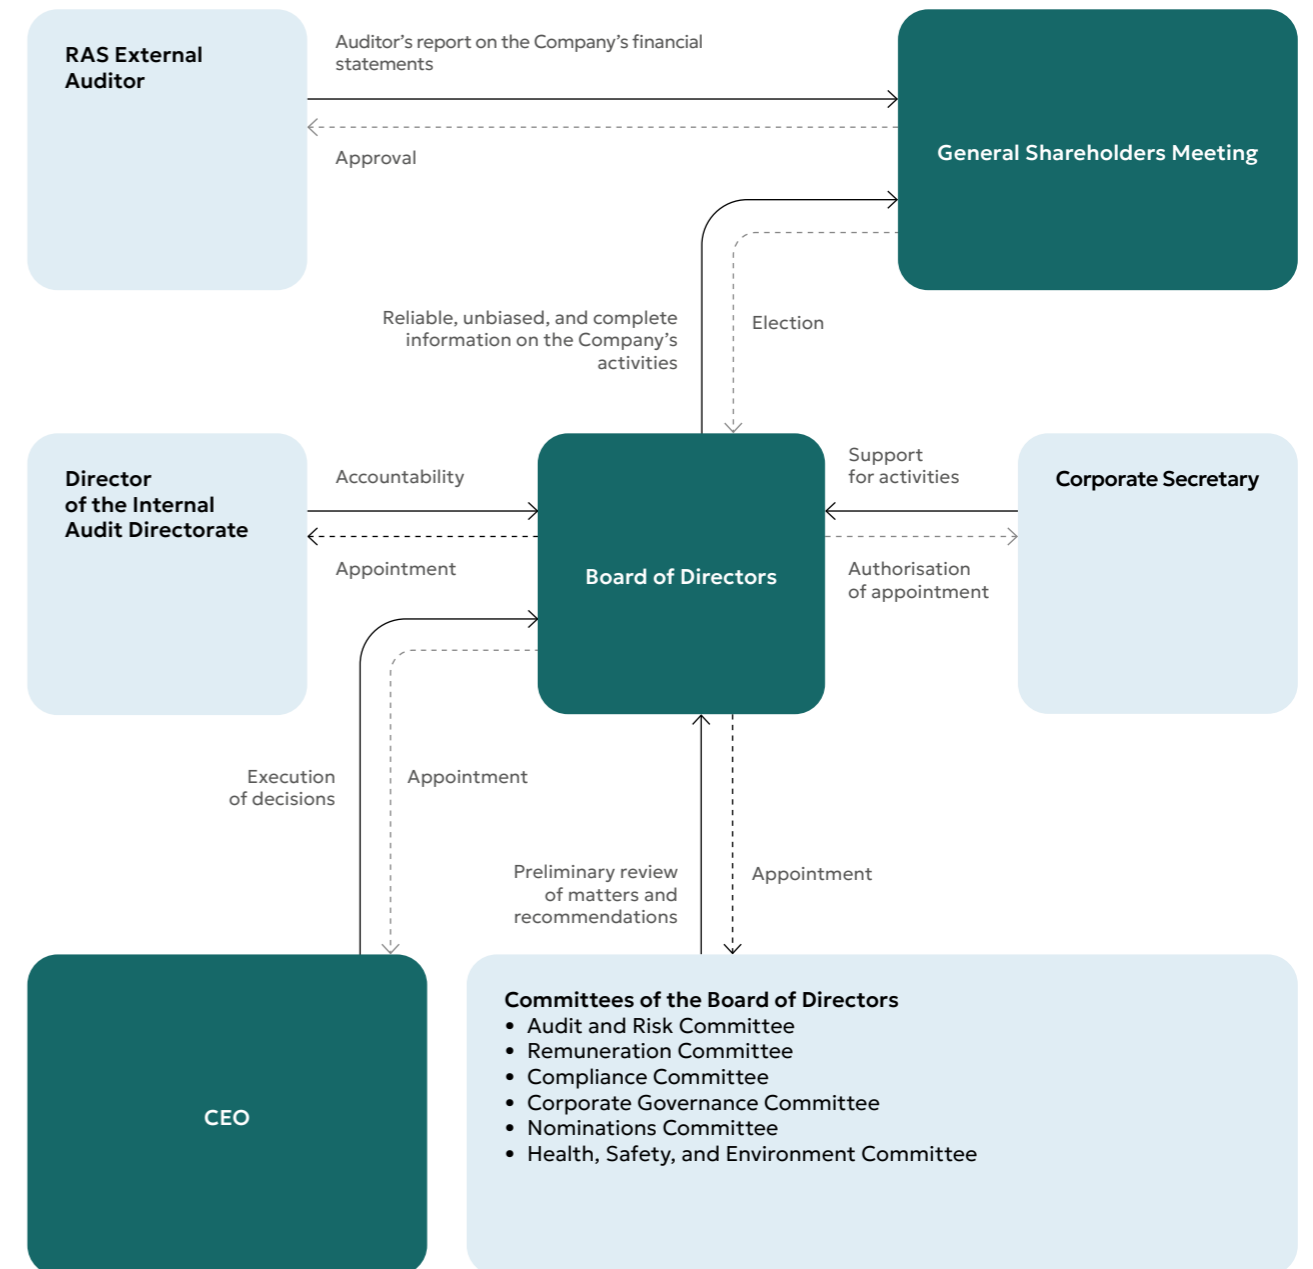 RAS External
Auditor
Auditor’s report on the Company’s financial
statements
Approval
General Shareholders Meeting
Reliable, unbiased, and complete
information on the Company’s
activities
Election
Director
of the Internal
Audit Directorate
Accountability
Appointment
Board of Directors
Support
for activities
Authorisation
of appointment
Corporate Secretary
Execution
of decisions
Appointment
Preliminary review
of matters and
recommendations
Appointment
CEO
Committees of the Board of Directors
• Audit and Risk Committee
• Remuneration Committee
• Compliance Committee
• Corporate Governance Committee
• Nominations Committee
• Health, Safety, and Environment Committee